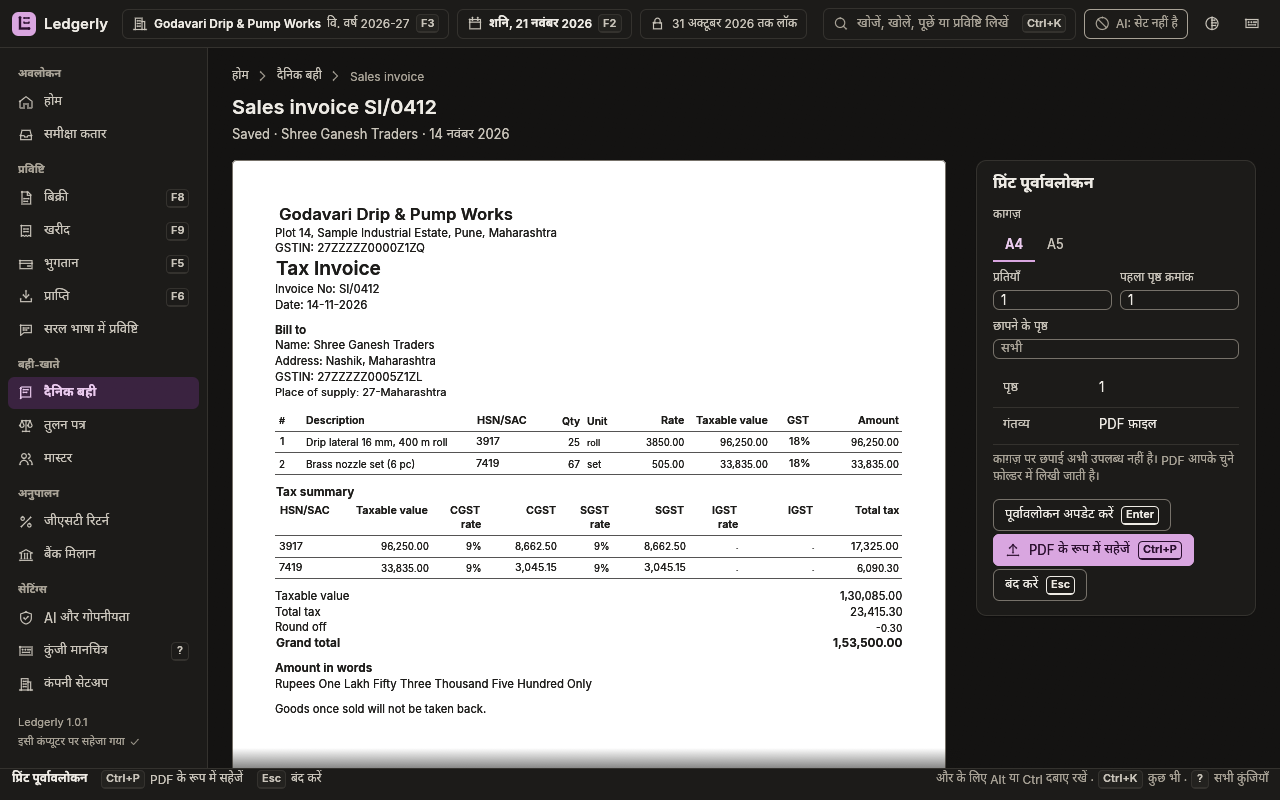 Ledgerly
Godavari Drip & Pump Works वि. वर्ष 2026-27 F3
शनि, 21 नवंबर 2026 F2
31 अक्टूबर 2026 तक लॉक
खोजें, खोलें, पूछें या प्रविष्टि लिखें Ctrl+K
AI: सेट नहीं है
अवलोकन
होम
समीक्षा कतार
प्रविष्टि
बिक्री F8
खरीद F9
भुगतान F5
प्राप्ति F6
सरल भाषा में प्रविष्टि
बही-खाते
दैनिक बही
तुलन पत्र
मास्टर
अनुपालन
जीएसटी रिटर्न
बैंक मिलान
सेटिंग्स
AI और गोपनीयता
कुंजी मानचित्र ?
कंपनी सेटअप
Ledgerly 1.0.1
इसी कंप्यूटर पर सहेजा गया
होम दैनिक बही Sales invoice
Sales invoice SI/0412
Saved · Shree Ganesh Traders · 14 नवंबर 2026
Godavari Drip & Pump Works
Plot 14, Sample Industrial Estate, Pune, Maharashtra
GSTIN: 27ZZZZZ0000Z1ZQ
Tax Invoice
Invoice No: SI/0412
Date: 14-11-2026
Bill to
Name: Shree Ganesh Traders
Address: Nashik, Maharashtra
GSTIN: 27ZZZZZ0005Z1ZL
Place of supply: 27-Maharashtra
# Description HSN/SAC Qty Unit Rate Taxable value GST Amount
1 Drip lateral 16 mm, 400 m roll 3917 25 roll 3850.00 96,250.00 18% 96,250.00
2 Brass nozzle set (6 pc) 7419 67 set 505.00 33,835.00 18% 33,835.00
Tax summary
HSN/SAC Taxable value CGST rate CGST SGST rate SGST IGST rate IGST Total tax
3917 96,250.00 9% 8,662.50 9% 8,662.50 - - 17,325.00
7419 33,835.00 9% 3,045.15 9% 3,045.15 - - 6,090.30
Taxable value 1,30,085.00
Total tax 23,415.30
Round off -0.30
Grand total 1,53,500.00
Amount in words
Rupees One Lakh Fifty Three Thousand Five Hundred Only
Goods once sold will not be taken back.
प्रिंट पूर्वावलोकन
कागज़
A4 A5
प्रतियाँ पहला पृष्ठ क्रमांक
1 1
छापने के पृष्ठ
सभी
पृष्ठ 1
गंतव्य PDF फ़ाइल
काग़ज़ पर छपाई अभी उपलब्ध नहीं है। PDF आपके चुने
फ़ोल्डर में लिखी जाती है।
पूर्वावलोकन अपडेट करें Enter
PDF के रूप में सहेजें Ctrl+P
बंद करें Esc
प्रिंट पूर्वावलोकन Ctrl+P PDF के रूप में सहेजें Esc बंद करें
और के लिए Alt या Ctrl दबाए रखें · Ctrl+K कुछ भी · ? सभी कुंजियाँ